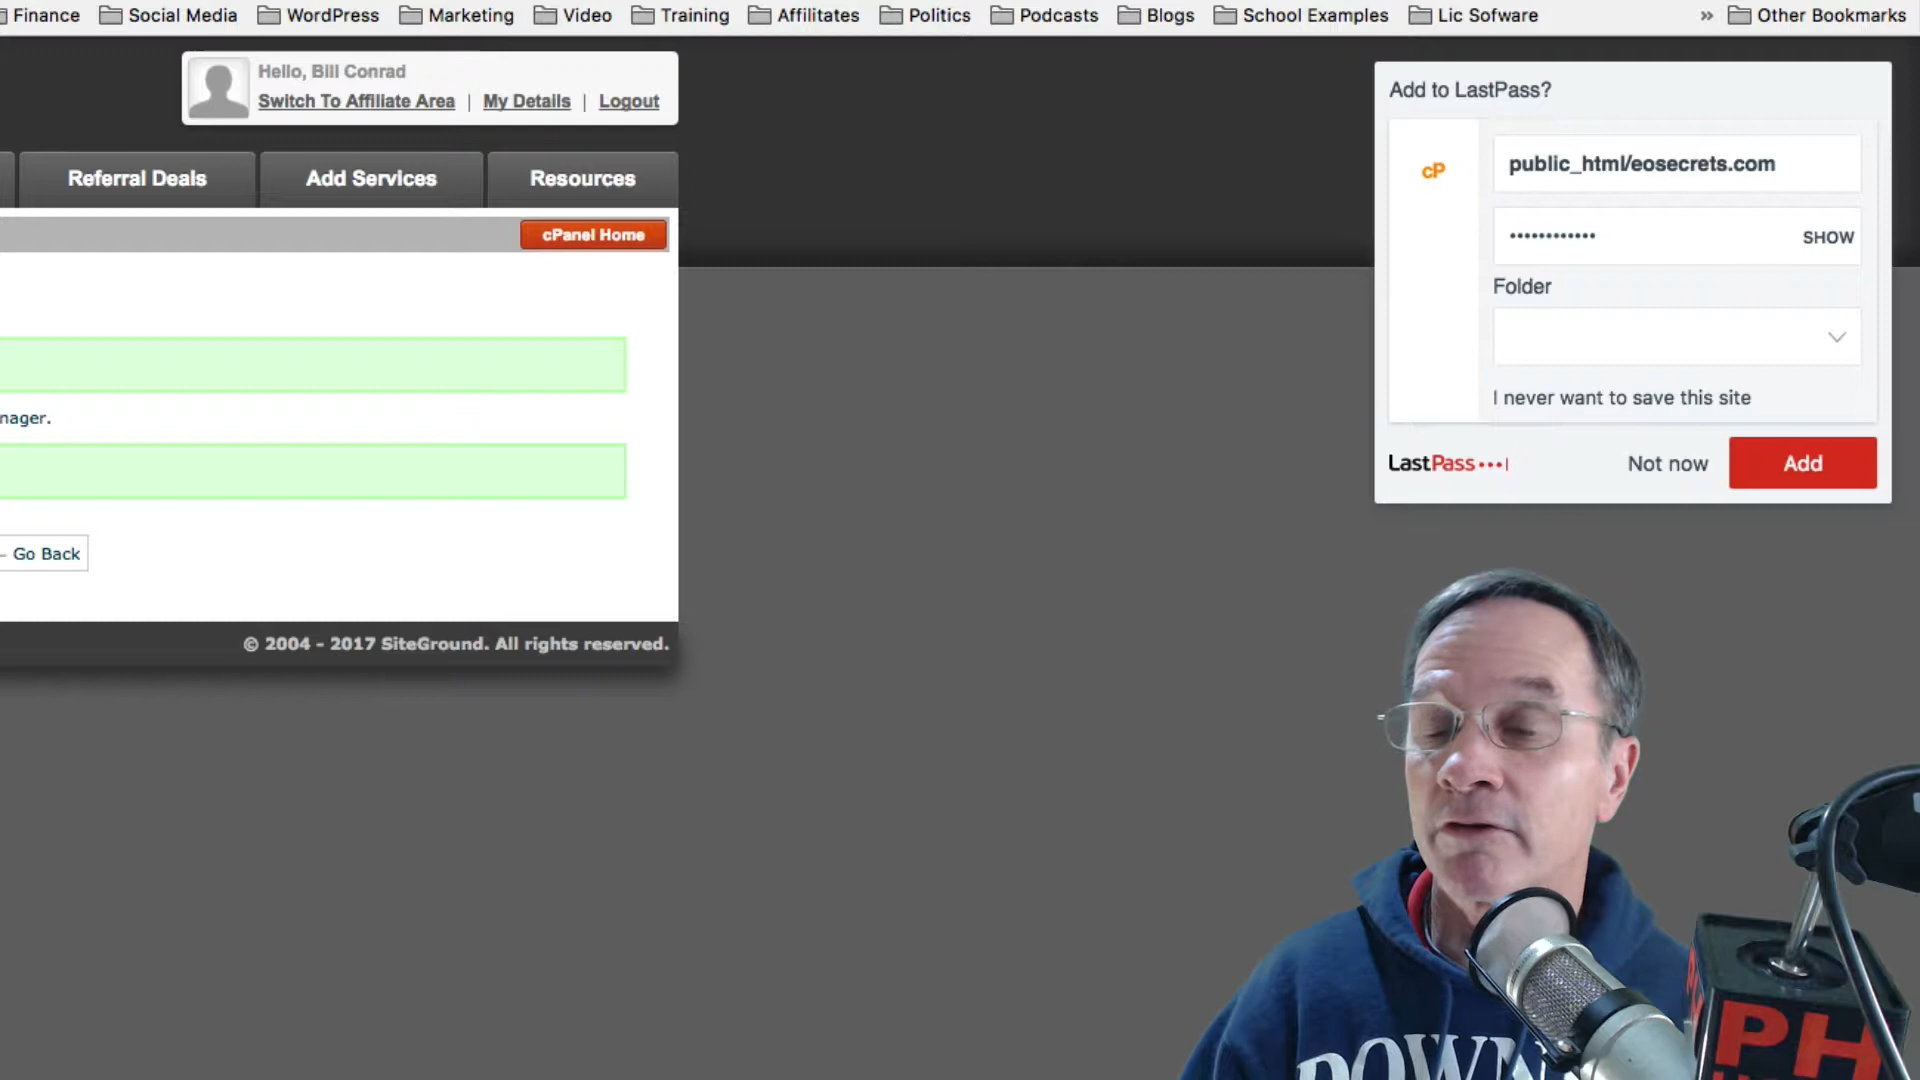 Finance Social Media WordPress Marketing Video Training Affilitates Politics Podcasts Blogs School Examples Lic Sofware » Other Bookmarks
Hello, Bill Conrad
Switch To Affiliate Area | My Details | Logout
Referral Deals Add Services Resources
cPanel Home
nager.
← Go Back
© 2004 - 2017 SiteGround. All rights reserved.
Add to LastPass?
cP
public_html/eosecrets.com
•••••••••••• SHOW
Folder
I never want to save this site
LastPass •••| Not now Add
DOWN
PH